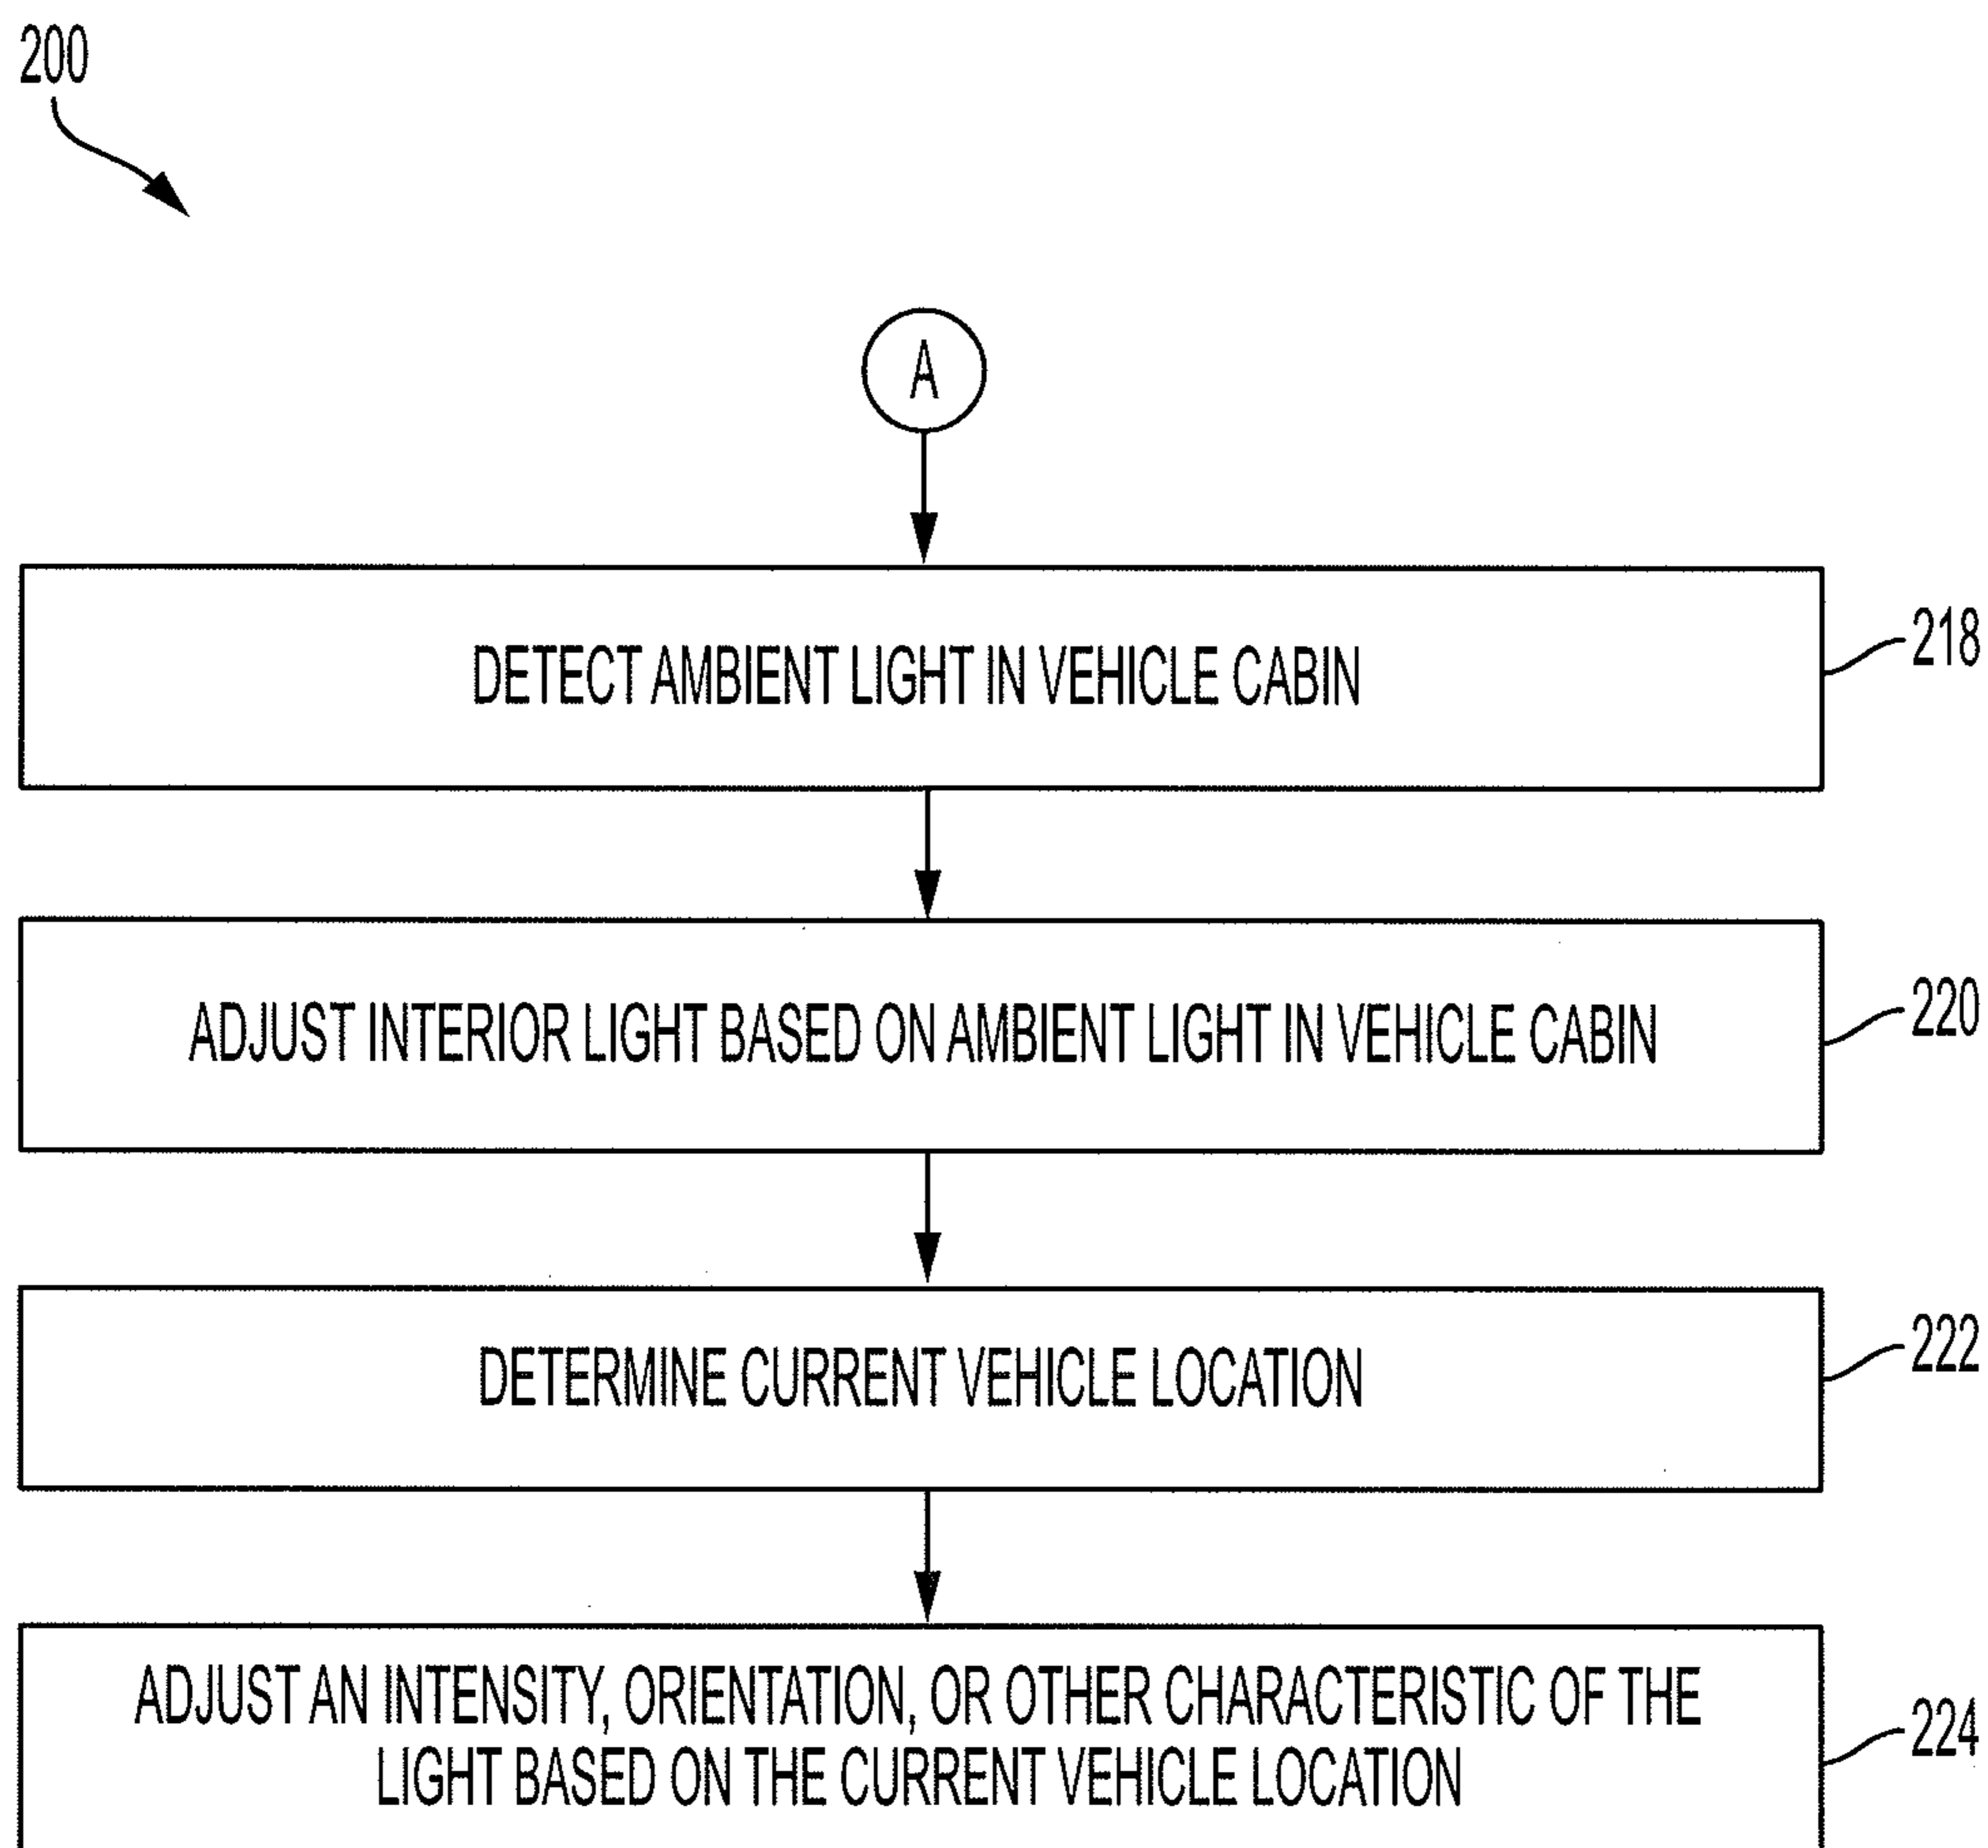 200
A
DETECT AMBIENT LIGHT IN VEHICLE CABIN
218
ADJUST INTERIOR LIGHT BASED ON AMBIENT LIGHT IN VEHICLE CABIN
220
DETERMINE CURRENT VEHICLE LOCATION
222
ADJUST AN INTENSITY, ORIENTATION, OR OTHER CHARACTERISTIC OF THE
LIGHT BASED ON THE CURRENT VEHICLE LOCATION
224